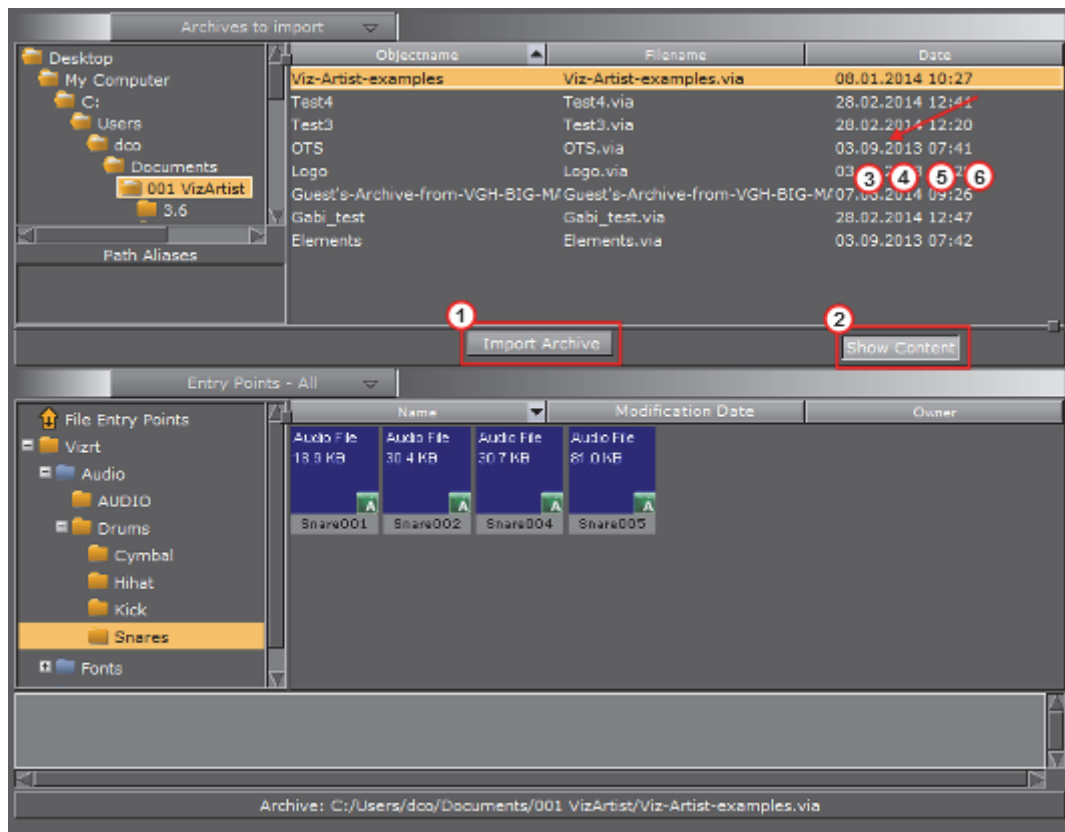 Archives to import
Objectname Filename Date
Desktop
My Computer
C:
Users
dco
Documents
001 VizArtist
3.6
Path Aliases
Viz-Artist-examples Viz-Artist-examples.via 08.01.2014 10:27
Test4 Test4.via 28.02.2014 12:41
Test3 Test3.via 28.02.2014 12:20
OTS OTS.via 03.09.2013 07:41
Logo Logo.via
Guest's-Archive-from-VGH-BIG-MA Guest's-Archive-from-VGH-BIG-MA 09:26
Gabi_test Gabi_test.via 28.02.2014 12:47
Elements Elements.via 03.09.2013 07:42
3 4 5 6
1 2
Import Archive Show Content
Entry Points - All
Name Modification Date Owner
File Entry Points
Vizrt
Audio
AUDIO
Drums
Cymbal
Hihat
Kick
Snares
Fonts
Audio File Audio File Audio File Audio File
18.9 KB 30.4 KB 30.7 KB 81.0 KB
A A A A
Snare001 Snare002 Snare004 Snare005
Archive: C:/Users/dco/Documents/001 VizArtist/Viz-Artist-examples.via